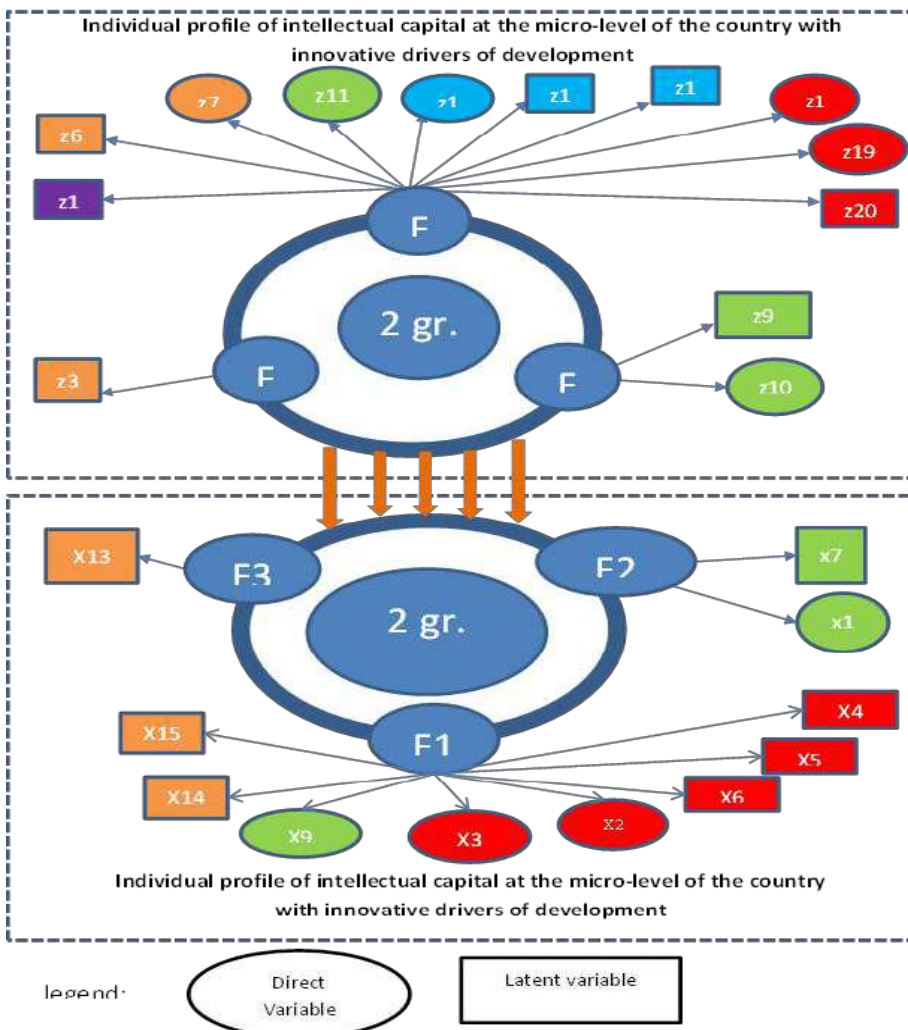 Individual profile of intellectual capital at the micro-level of the country with
innovative drivers of development
z7
z11
z1
z1
z1
z1
z6
z19
z1
z20
F
2 gr.
z9
z3
F
F
z10
X13
F3
F2
x7
2 gr.
x1
X4
X15
F1
X5
X14
X6
X9
X3
X2
Individual profile of intellectual capital at the micro-level of the country
with innovative drivers of development
legend:
Direct
Variable
Latent variable